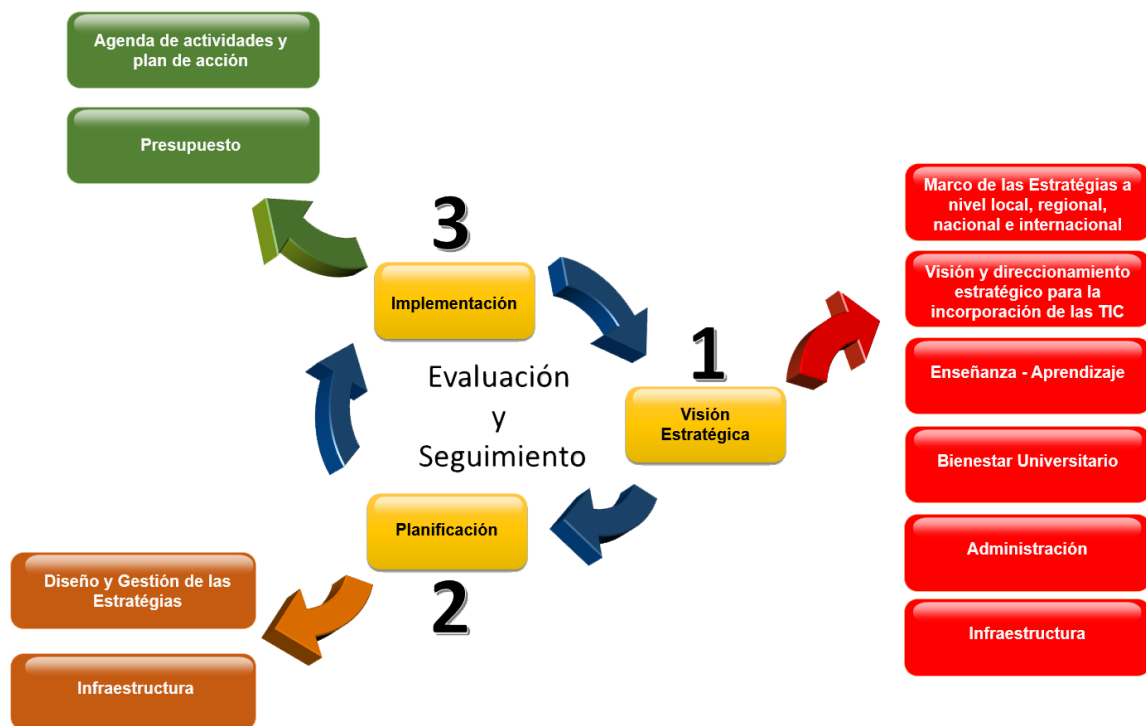 Agenda de actividades y
plan de acción
Presupuesto
3
Implementación
Evaluación
y
Seguimiento
1
Visión
Estratégica
Marco de las Estratégias a
nivel local, regional,
nacional e internacional
Visión y direccionamiento
estratégico para la
incorporación de las TIC
Enseñanza - Aprendizaje
Bienestar Universitario
Administración
Infraestructura
Planificación
2
Diseño y Gestión de las
Estratégias
Infraestructura